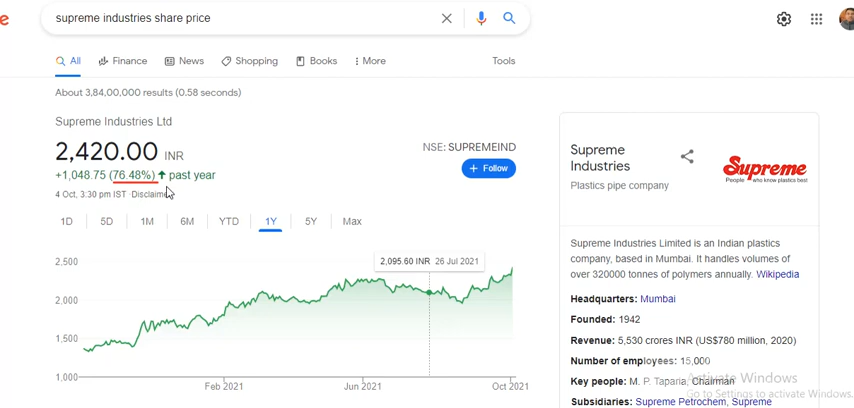 supreme industries share price
All Finance News Shopping Books More Tools
About 3,84,00,000 results (0.58 seconds)
Supreme Industries Ltd
2,420.00 INR
+1,048.75 (76.48%) past year
4 Oct, 3:30 pm IST · Disclaimer
NSE: SUPREMEIND
+ Follow
1D 5D 1M 6M YTD 1Y 5Y Max
2,095.60 INR 26 Jul 2021
2,500
2,000
1,500
1,000
Feb 2021 Jun 2021 Oct 2021
Supreme
Industries
Plastics pipe company
Supreme
People who know plastics best
Supreme Industries Limited is an Indian plastics
company, based in Mumbai. It handles volumes of
over 320000 tonnes of polymers annually. Wikipedia
Headquarters: Mumbai
Founded: 1942
Revenue: 5,530 crores INR (US$780 million, 2020)
Number of employees: 15,000
Key people: M. P. Taparia, Chairman
Subsidiaries: Supreme Petrochem, Supreme
Activate Windows
Go to Settings to activate Windows.